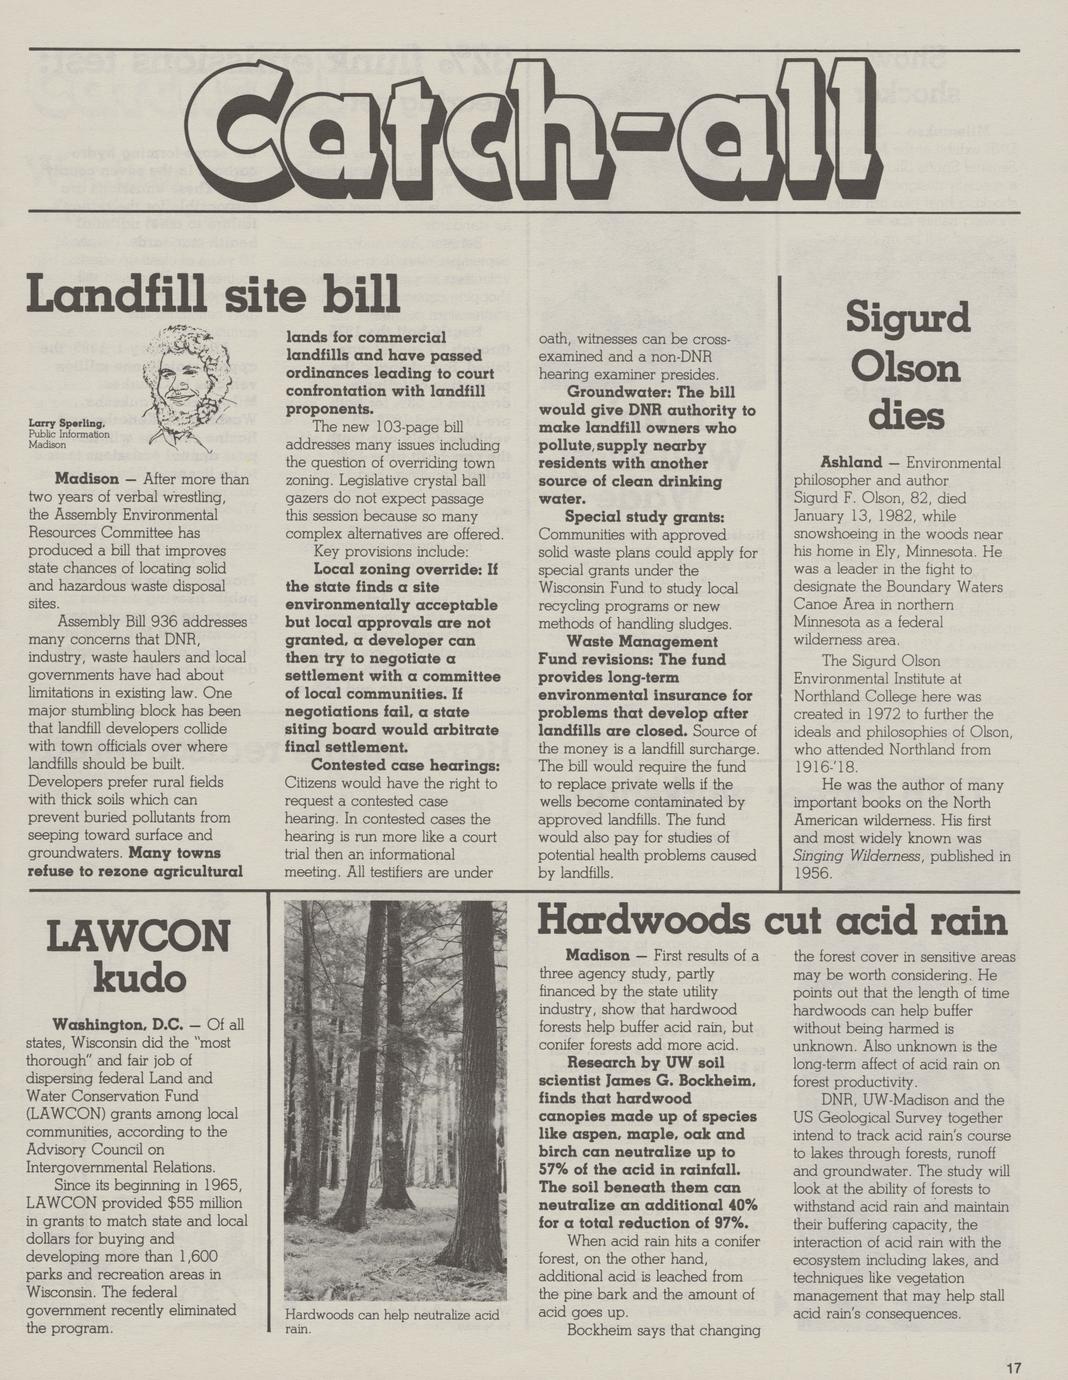 Catch-all
Landfill site bill
Larry Sperling,
Public Information
Madison
Madison — After more than
two years of verbal wrestling,
the Assembly Environmental
Resources Committee has
produced a bill that improves
state chances of locating solid
and hazardous waste disposal
sites.
Assembly Bill 936 addresses
many concerns that DNR,
industry, waste haulers and local
governments have had about
limitations in existing law. One
major stumbling block has been
that landfill developers collide
with town officials over where
landfills should be built.
Developers prefer rural fields
with thick soils which can
prevent buried pollutants from
seeping toward surface and
groundwaters. Many towns
refuse to rezone agricultural
lands for commercial
landfills and have passed
ordinances leading to court
confrontation with landfill
proponents.
The new 103-page bill
addresses many issues including
the question of overriding town
zoning. Legislative crystal ball
gazers do not expect passage
this session because so many
complex alternatives are offered.
Key provisions include:
Local zoning override: If
the state finds a site
environmentally acceptable
but local approvals are not
granted, a developer can
then try to negotiate a
settlement with a committee
of local communities. If
negotiations fail, a state
siting board would arbitrate
final settlement.
Contested case hearings:
Citizens would have the right to
request a contested case
hearing. In contested cases the
hearing is run more like a court
trial then an informational
meeting. All testifiers are under
oath, witnesses can be cross-
examined and a non-DNR
hearing examiner presides.
Groundwater: The bill
would give DNR authority to
make landfill owners who
pollute, supply nearby
residents with another
source of clean drinking
water.
Special study grants:
Communities with approved
solid waste plans could apply for
special grants under the
Wisconsin Fund to study local
recycling programs or new
methods of handling sludges.
Waste Management
Fund revisions: The fund
provides long-term
environmental insurance for
problems that develop after
landfills are closed. Source of
the money is a landfill surcharge.
The bill would require the fund
to replace private wells if the
wells become contaminated by
approved landfills. The fund
would also pay for studies of
potential health problems caused
by landfills.
Sigurd
Olson
dies
Ashland — Environmental
philosopher and author
Sigurd F. Olson, 82, died
January 13, 1982, while
snowshoeing in the woods near
his home in Ely, Minnesota. He
was a leader in the fight to
designate the Boundary Waters
Canoe Area in northern
Minnesota as a federal
wilderness area.
The Sigurd Olson
Environmental Institute at
Northland College here was
created in 1972 to further the
ideals and philosophies of Olson,
who attended Northland from
1916-'18.
He was the author of many
important books on the North
American wilderness. His first
and most widely known was
Singing Wilderness, published in
1956.
LAWCON
kudo
Washington, D.C. — Of all
states, Wisconsin did the "most
thorough" and fair job of
dispersing federal Land and
Water Conservation Fund
(LAWCON) grants among local
communities, according to the
Advisory Council on
Intergovernmental Relations.
Since its beginning in 1965,
LAWCON provided $55 million
in grants to match state and local
dollars for buying and
developing more than 1,600
parks and recreation areas in
Wisconsin. The federal
government recently eliminated
the program.
Hardwoods can help neutralize acid
rain.
Hardwoods cut acid rain
Madison — First results of a
three agency study, partly
financed by the state utility
industry, show that hardwood
forests help buffer acid rain, but
conifer forests add more acid.
Research by UW soil
scientist James G. Bockheim,
finds that hardwood
canopies made up of species
like aspen, maple, oak and
birch can neutralize up to
57% of the acid in rainfall.
The soil beneath them can
neutralize an additional 40%
for a total reduction of 97%.
When acid rain hits a conifer
forest, on the other hand,
additional acid is leached from
the pine bark and the amount of
acid goes up.
Bockheim says that changing
the forest cover in sensitive areas
may be worth considering. He
points out that the length of time
hardwoods can help buffer
without being harmed is
unknown. Also unknown is the
long-term affect of acid rain on
forest productivity.
DNR, UW-Madison and the
US Geological Survey together
intend to track acid rain's course
to lakes through forests, runoff
and groundwater. The study will
look at the ability of forests to
withstand acid rain and maintain
their buffering capacity, the
interaction of acid rain with the
ecosystem including lakes, and
techniques like vegetation
management that may help stall
acid rain's consequences.
17